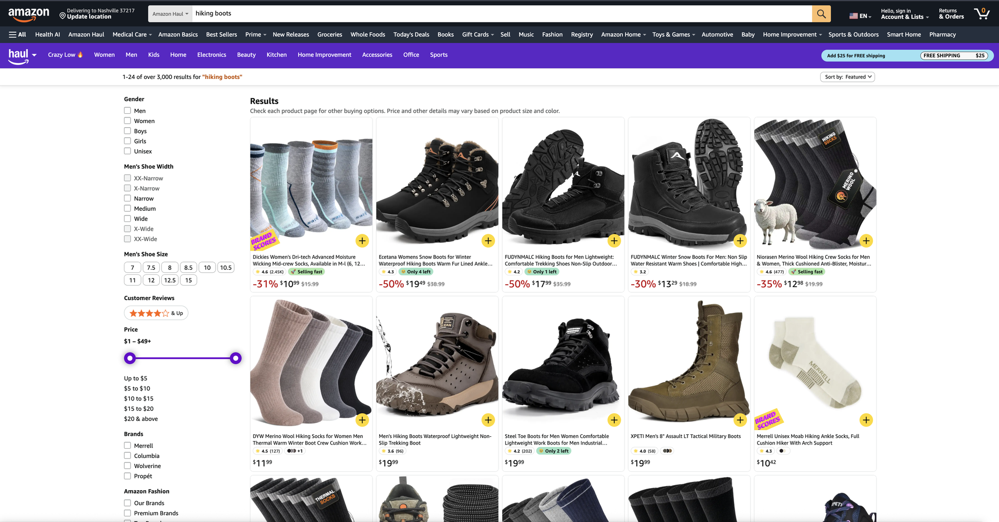 amazon
Delivering to Nashville 37217
Update location
Amazon Haul
hiking boots
EN
Hello, sign in
Account & Lists
Returns
& Orders
0
All
Health AI
Amazon Haul
Medical Care
Amazon Basics
Best Sellers
Prime
New Releases
Groceries
Whole Foods
Today's Deals
Books
Gift Cards
Sell
Music
Fashion
Registry
Amazon Home
Toys & Games
Automotive
Baby
Home Improvement
Sports & Outdoors
Smart Home
Pharmacy
haul
Crazy Low
Women
Men
Kids
Home
Electronics
Beauty
Kitchen
Home Improvement
Accessories
Office
Sports
Add $25 for FREE shipping
FREE SHIPPING $25
1-24 of over 3,000 results for "hiking boots"
Sort by: Featured
Gender
Men
Women
Boys
Girls
Unisex
Men's Shoe Width
XX-Narrow
X-Narrow
Narrow
Medium
Wide
X-Wide
XX-Wide
Men's Shoe Size
7 7.5 8 8.5 10 10.5
11 12 12.5 15
Customer Reviews
& Up
Price
$1 – $49+
Up to $5
$5 to $10
$10 to $15
$15 to $20
$20 & above
Brands
Merrell
Columbia
Wolverine
Propét
Amazon Fashion
Our Brands
Premium Brands
Results
Check each product page for other buying options. Price and other details may vary based on product size and color.
BRAND
SCORES
Dickies Women's Dri-tech Advanced Moisture
Wicking Mid-crew Socks, Available in M-l (6, 12...
4.6 (2.45K)
Selling fast
-31% $10.99 $15.99
Ecetana Womens Snow Boots for Winter
Waterproof Hiking Boots Warm Fur Lined Ankle...
4.3
Only 4 left
-50% $19.49 $38.99
FUDYNMALC Hiking Boots for Men Lightweight:
Comfortable Trekking Shoes Non-Slip Outdoor...
4.2
Only 1 left
-50% $17.99 $35.99
FUDYNMALC Winter Snow Boots For Men: Non Slip
Water Resistant Warm Shoes | Comfortable High...
3.2
-30% $13.29 $18.99
HIKING
SOCKS
MERINO
WOOL
Niorasen Merino Wool Hiking Crew Socks for Men
& Women, Thick Cushioned Anti-Blister, Moistur...
4.6 (477)
Selling fast
-35% $12.98 $19.99
DYW Merino Wool Hiking Socks for Women Men
Thermal Warm Winter Boot Crew Cushion Work...
4.5 (127)
+1
$11.99
Men's Hiking Boots Waterproof Lightweight Non-
Slip Trekking Boot
3.6 (96)
$19.99
Steel Toe Boots for Men Women Comfortable
Lightweight Work Boots for Men Industrial...
4.2 (202)
Only 2 left
$19.99
XPETI Men's 8" Assault LT Tactical Military Boots
4.0 (58)
$19.99
MERRELL
BRAND
SCORES
Merrell Unisex Moab Hiking Ankle Socks, Full
Cushion Hiker With Arch Support
4.3
$10.42
THERMAL
SOCKS